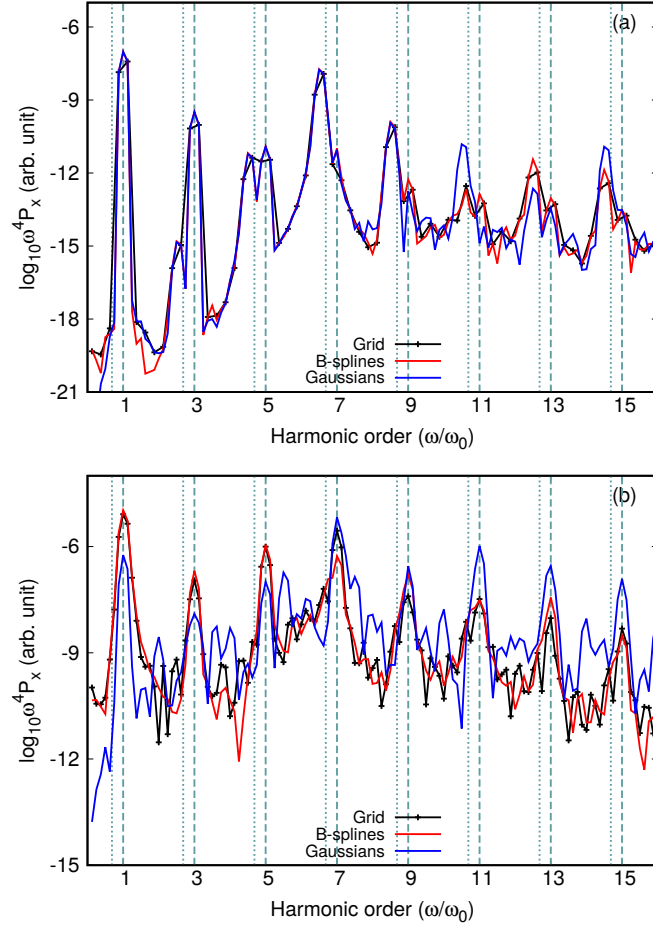 (a)
-6
-9
-12
-15
-18
-21
log10ω⁴Pₓ (arb. unit)
Grid
B-splines
Gaussians
1 3 5 7 9 11 13 15
Harmonic order (ω/ω₀)
(b)
-6
-9
-12
-15
log₁₀ω⁴Pₓ (arb. unit)
Grid
B-splines
Gaussians
1 3 5 7 9 11 13 15
Harmonic order (ω/ω₀)